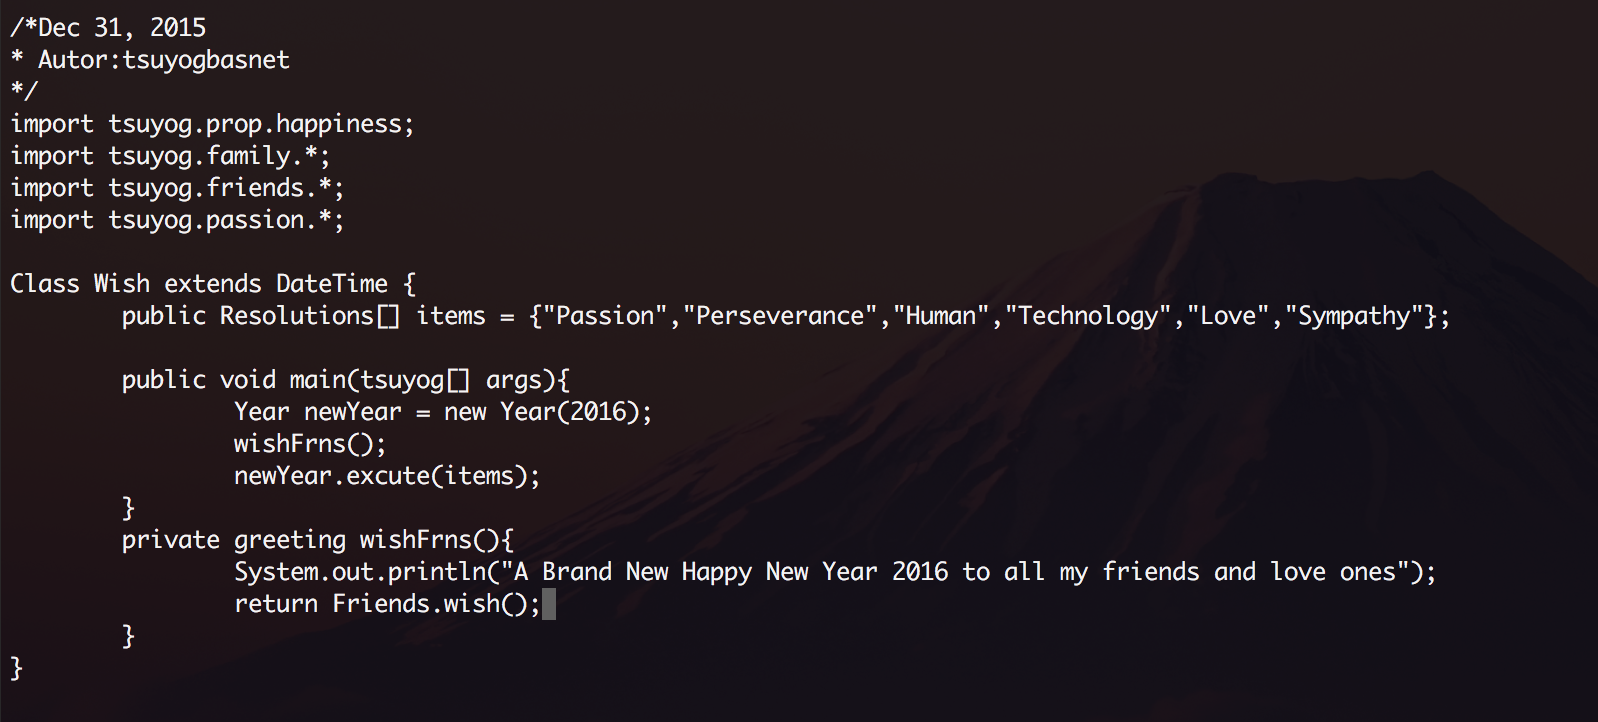 /*Dec 31, 2015
* Autor:tsuyogbasnet
*/
import tsuyog.prop.happiness;
import tsuyog.family.*;
import tsuyog.friends.*;
import tsuyog.passion.*;
Class Wish extends DateTime {
public Resolutions[] items = {"Passion","Perseverance","Human","Technology","Love","Sympathy"};
public void main(tsuyog[] args){
Year newYear = new Year(2016);
wishFrns();
newYear.excute(items);
}
private greeting wishFrns(){
System.out.println("A Brand New Happy New Year 2016 to all my friends and love ones");
return Friends.wish();
}
}